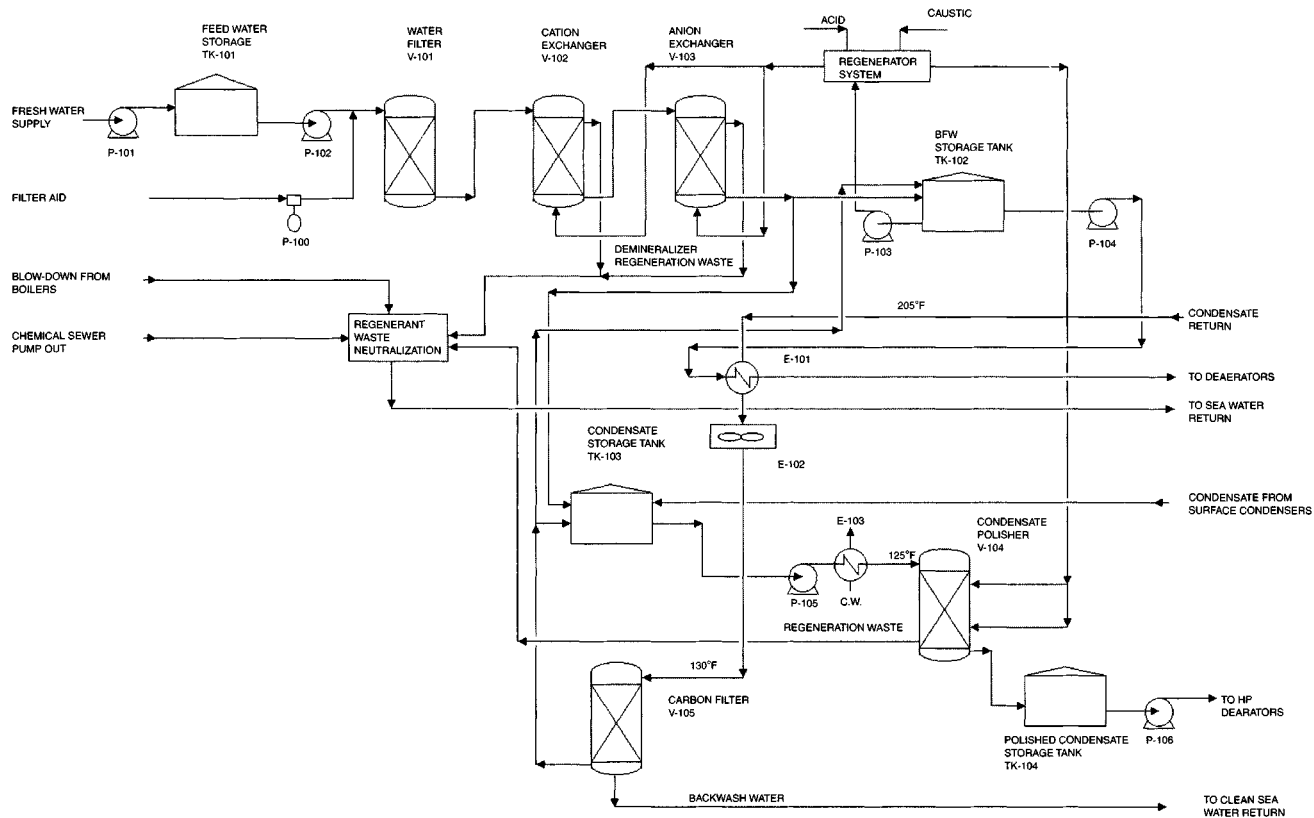 ACID
CAUSTIC
FEED WATER
STORAGE
TK-101
WATER
FILTER
V-101
CATION
EXCHANGER
V-102
ANION
EXCHANGER
V-103
REGENERATOR
SYSTEM
FRESH WATER
SUPPLY
P-101
P-102
BFW
STORAGE TANK
TK-102
FILTER AID
P-100
P-103
P-104
DEMINERALIZER
REGENERATION WASTE
BLOW-DOWN FROM
BOILERS
205°F
CONDENSATE
RETURN
CHEMICAL SEWER
PUMP OUT
REGENERANT
WASTE
NEUTRALIZATION
E-101
TO DEAERATORS
TO SEA WATER
RETURN
CONDENSATE
STORAGE TANK
TK-103
E-102
CONDENSATE FROM
SURFACE CONDENSERS
E-103
CONDENSATE
POLISHER
V-104
125°F
P-105
C.W.
REGENERATION WASTE
130°F
CARBON FILTER
V-105
TO HP
DEARATORS
P-106
POLISHED CONDENSATE
STORAGE TANK
TK-104
BACKWASH WATER
TO CLEAN SEA
WATER RETURN